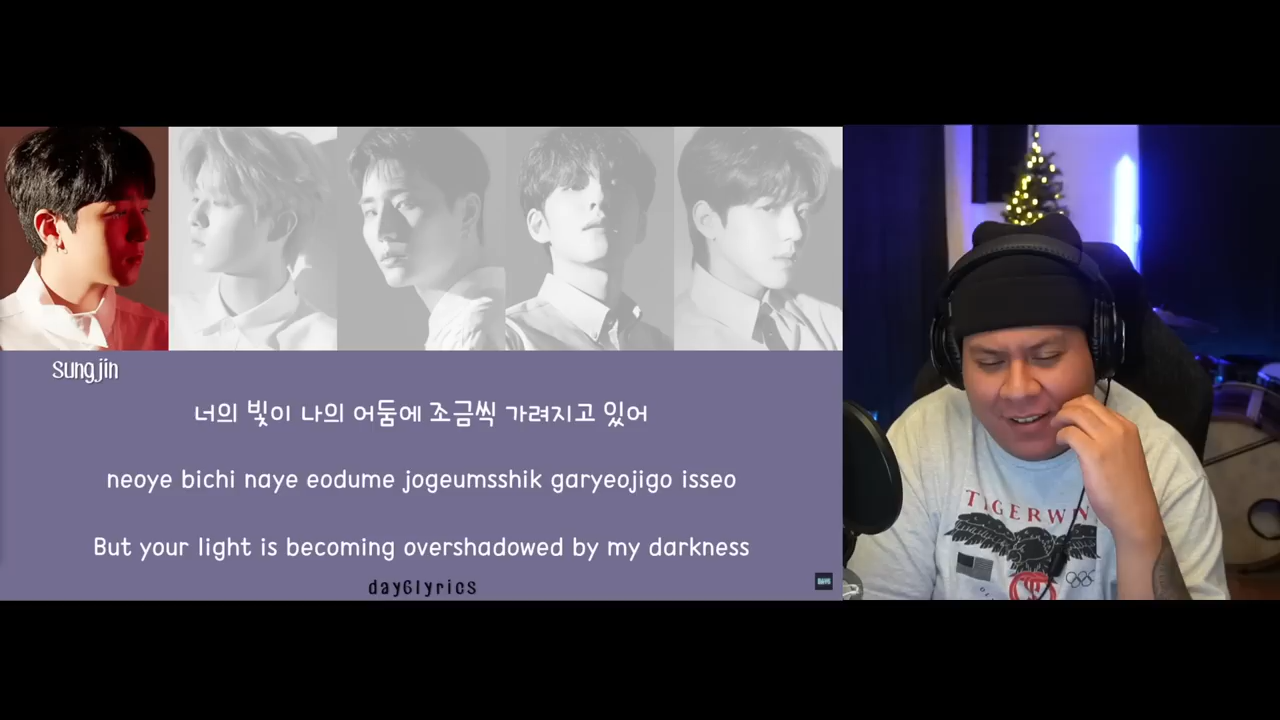 sungjin
너의 빛이 나의 어둠에 조금씩 가려지고 있어
neoye bichi naye eodume jogeumsshik garyeojigo isseo
But your light is becoming overshadowed by my darkness
day6lyrics
DAY6
TIGERWN